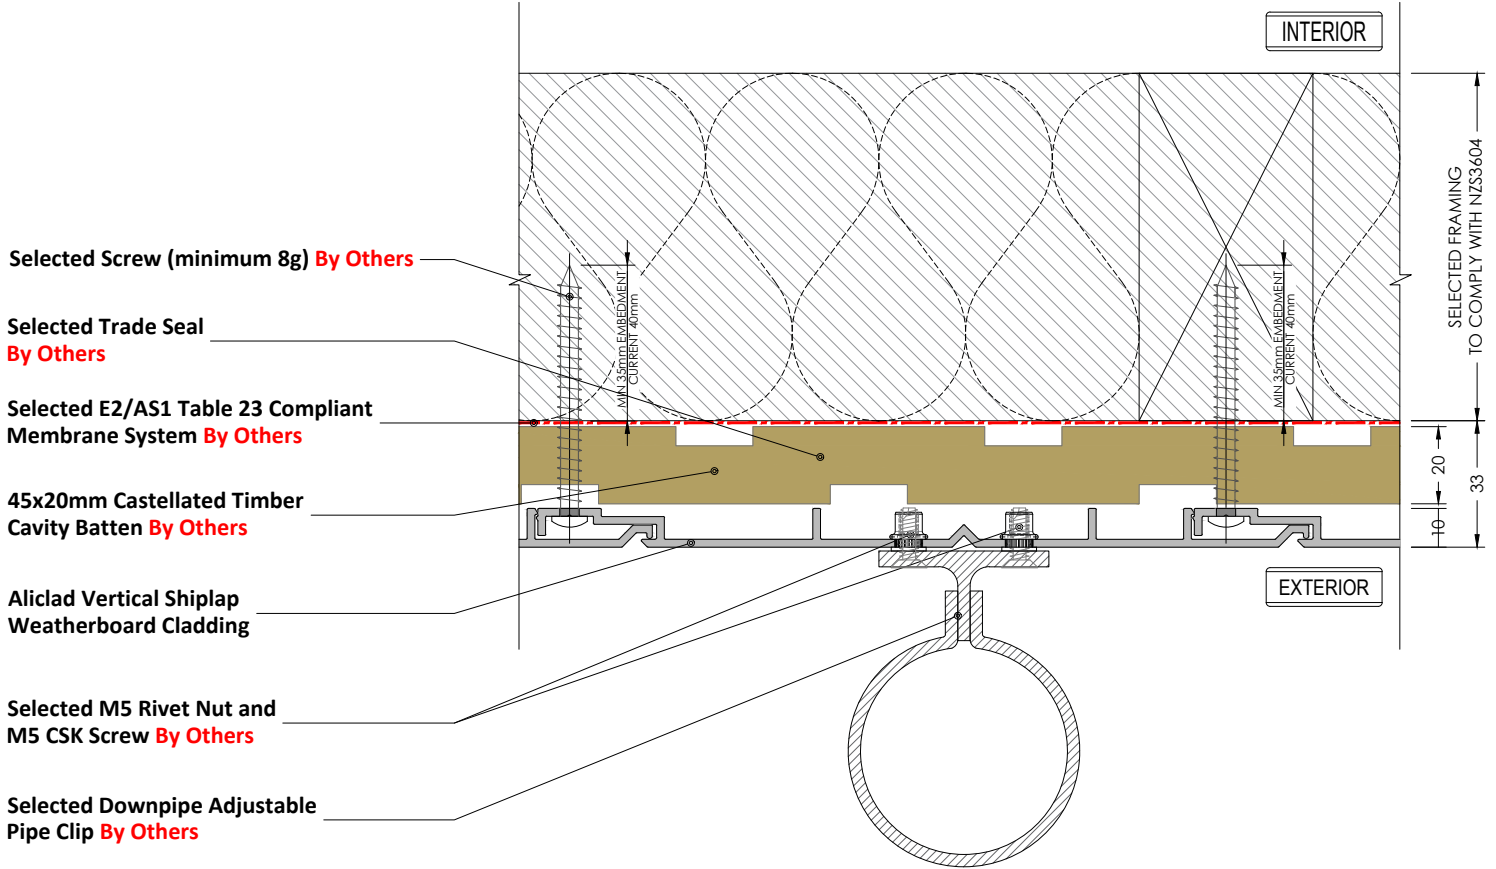 INTERIOR
Selected Screw (minimum 8g) By Others
Selected Trade Seal
By Others
Selected E2/AS1 Table 23 Compliant
Membrane System By Others
45x20mm Castellated Timber
Cavity Batten By Others
Aliclad Vertical Shiplap
Weatherboard Cladding
Selected M5 Rivet Nut and
M5 CSK Screw By Others
Selected Downpipe Adjustable
Pipe Clip By Others
MIN 35mm EMBEDMENT
CURRENT 40mm
MIN 35mm EMBEDMENT
CURRENT 40mm
SELECTED FRAMING
TO COMPLY WITH NZS3604
20
33
10
EXTERIOR